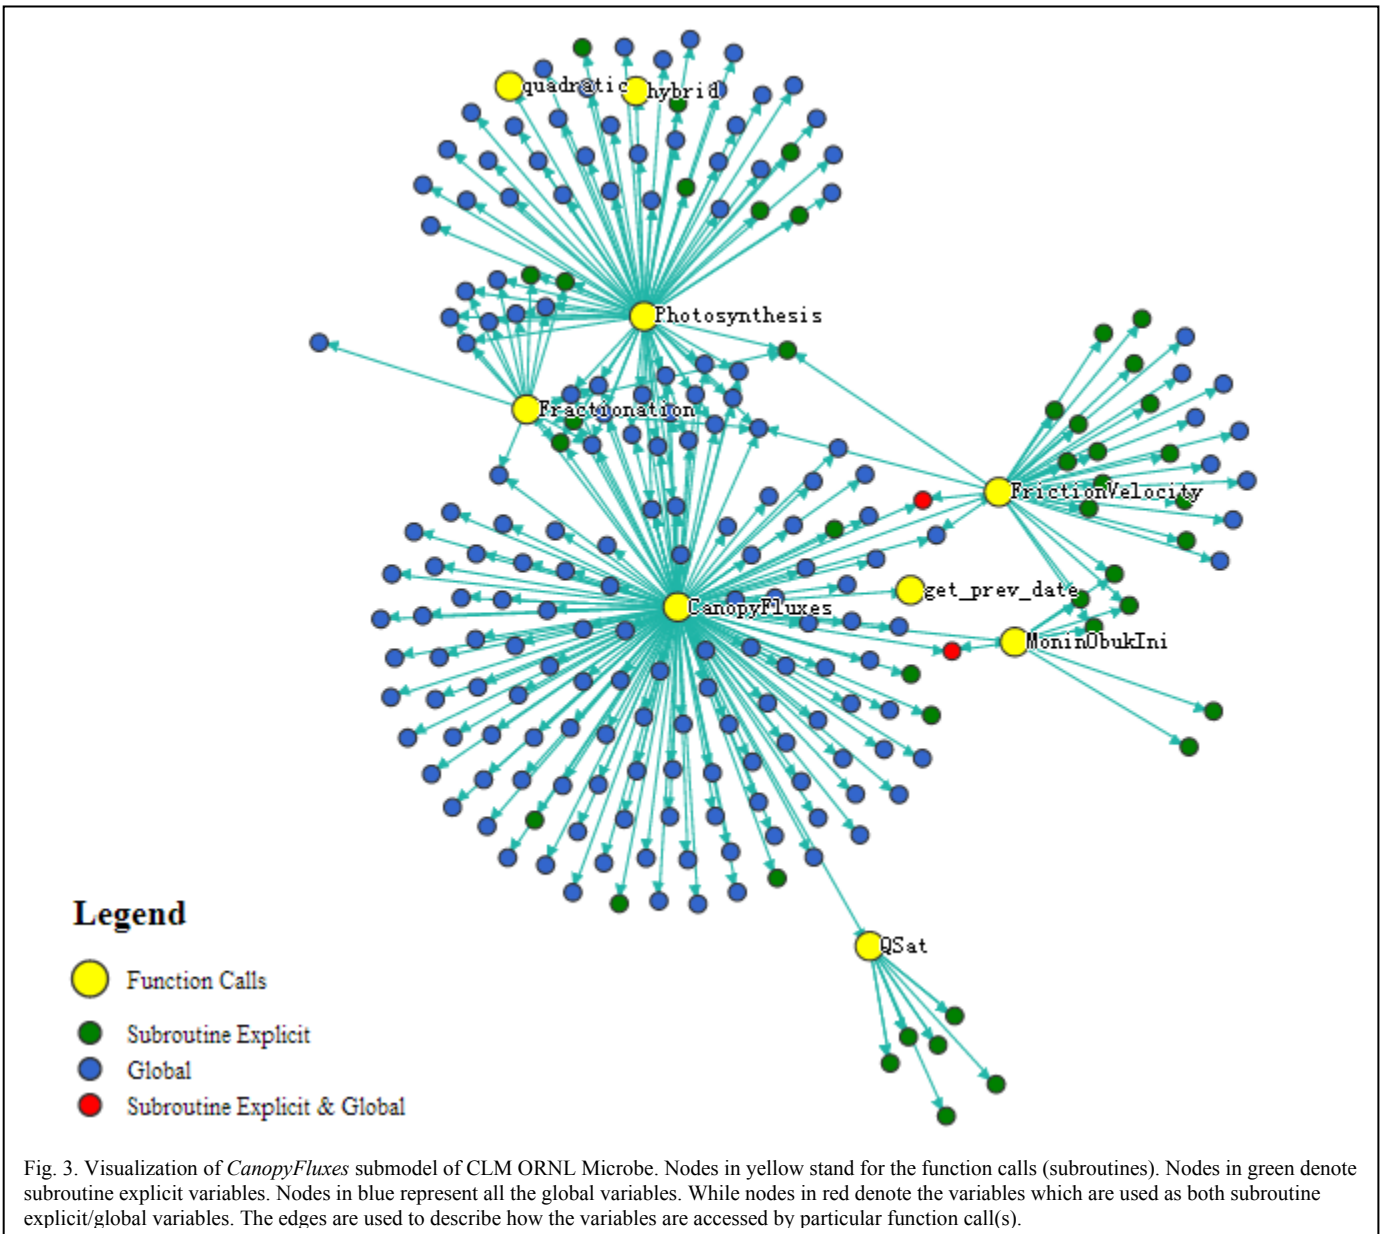 quadratic
hybrid
Photosynthesis
Fractionation
FrictionVelocity
get_prev_date
CanopyFluxes
MoninObukIni
QSat
Legend
Function Calls
Subroutine Explicit
Global
Subroutine Explicit & Global
Fig. 3. Visualization of CanopyFluxes submodel of CLM ORNL Microbe. Nodes in yellow stand for the function calls (subroutines). Nodes in green denote
subroutine explicit variables. Nodes in blue represent all the global variables. While nodes in red denote the variables which are used as both subroutine
explicit/global variables. The edges are used to describe how the variables are accessed by particular function call(s).